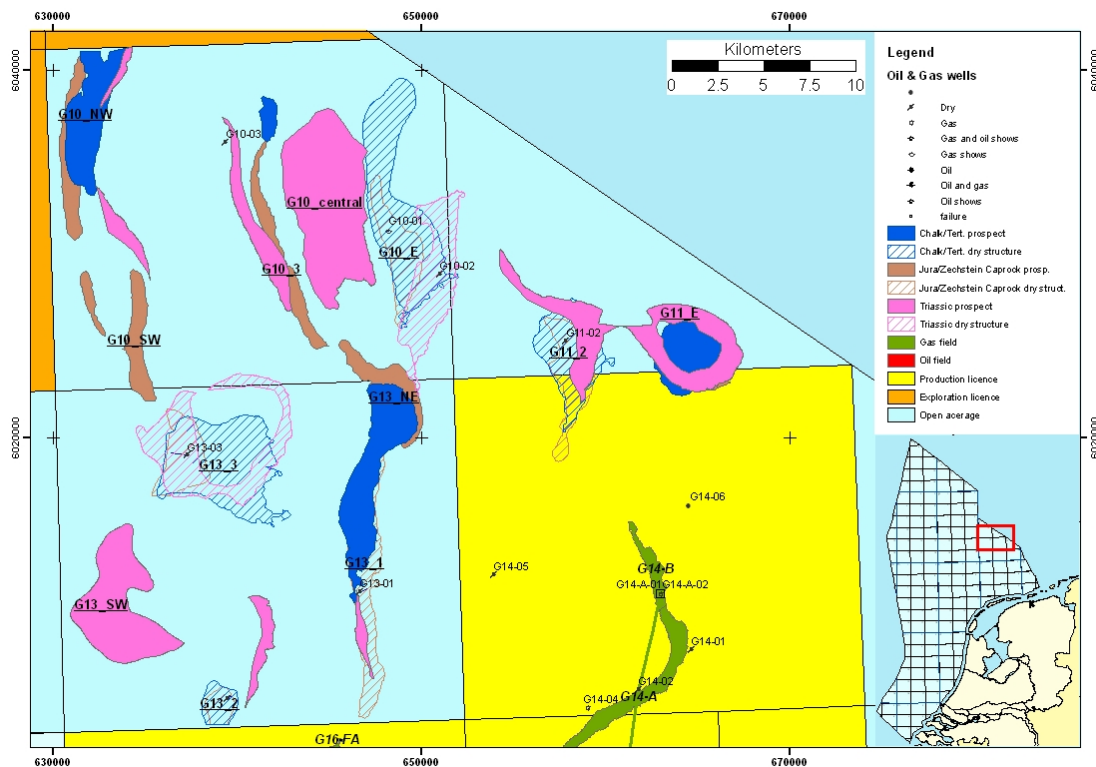 630000
650000
670000
Kilometers
0 2.5 5 7.5 10
6040000
6040000
G10_NW
G10-03
G10_central
G10-01
G10_E
G10-02
G10_3
G10_SW
G11_E
G11-02
G11_2
G13_NE
6020000
6020000
G13-03
G13_3
G14-06
G13_1
G14-05
G14-B
G13-01
G14-A-01
G14-A-02
G13_SW
G14-01
G14-02
G14-A
G13_2
G14-04
G16-FA
630000
650000
670000
Legend
Oil & Gas wells
Dry
Gas
Gas and oil shows
Gas shows
Oil
Oil and gas
Oil shows
failure
Chalk/Tert. prospect
Chalk/Tert. dry structure
Jura/Zechstein Caprock prosp.
Jura/Zechstein Caprock dry struct.
Triassic prospect
Triassic dry structure
Gas field
Oil field
Production licence
Exploration licence
Open acerage